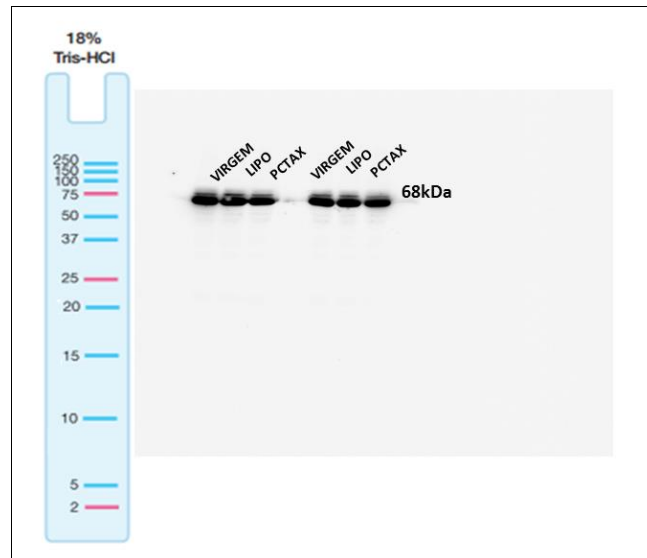 18%
Tris-HCl
250
150
100
75
50
37
25
20
15
10
5
2
VIRGEM
LIPO
PCTAX
VIRGEM
LIPO
PCTAX
68kDa